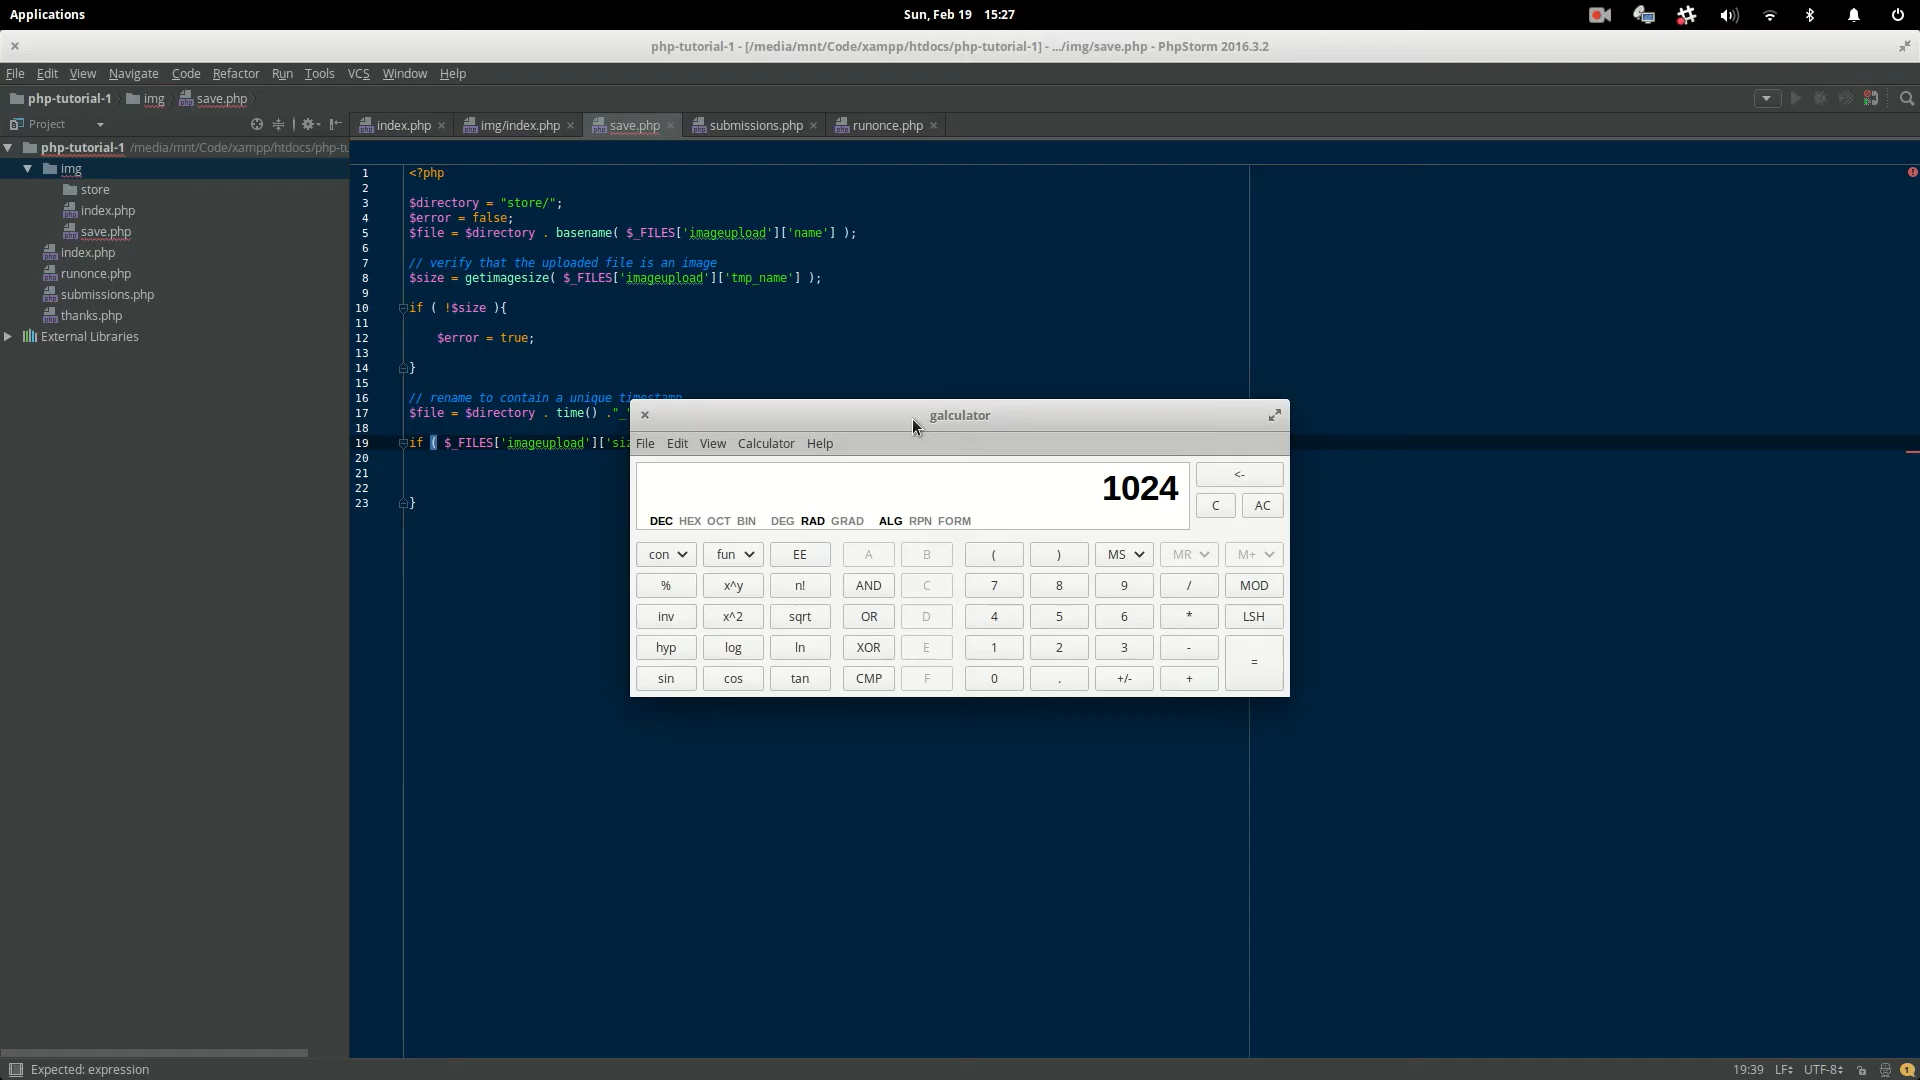 Applications
Sun, Feb 19 15:27
php-tutorial-1 - [/media/mnt/Code/xampp/htdocs/php-tutorial-1] - .../img/save.php - PhpStorm 2016.3.2
File Edit View Navigate Code Refactor Run Tools VCS Window Help
php-tutorial-1 img save.php
Project
index.php img/index.php save.php submissions.php runonce.php
php-tutorial-1 /media/mnt/Code/xampp/htdocs/php-tu
img
store
index.php
save.php
index.php
runonce.php
submissions.php
thanks.php
External Libraries
1 <?php
2
3 $directory = "store/";
4 $error = false;
5 $file = $directory . basename( $_FILES['imageupload']['name'] );
6
7 // verify that the uploaded file is an image
8 $size = getimagesize( $_FILES['imageupload']['tmp_name'] );
9
10 if ( !$size ){
11
12 $error = true;
13
14 }
15
16 // rename to contain a unique timestamp
17 $file = $directory . time() ."_
18
19 if ( $_FILES['imageupload']['siz
20
21
22
23 }
galculator
File Edit View Calculator Help
1024
DEC HEX OCT BIN DEG RAD GRAD ALG RPN FORM
<-
C AC
con fun EE A B ( ) MS MR M+
% x^y n! AND C 7 8 9 / MOD
inv x^2 sqrt OR D 4 5 6 * LSH
hyp log ln XOR E 1 2 3 - =
sin cos tan CMP F 0 . +/- +
Expected: expression
19:39 LF UTF-8 1